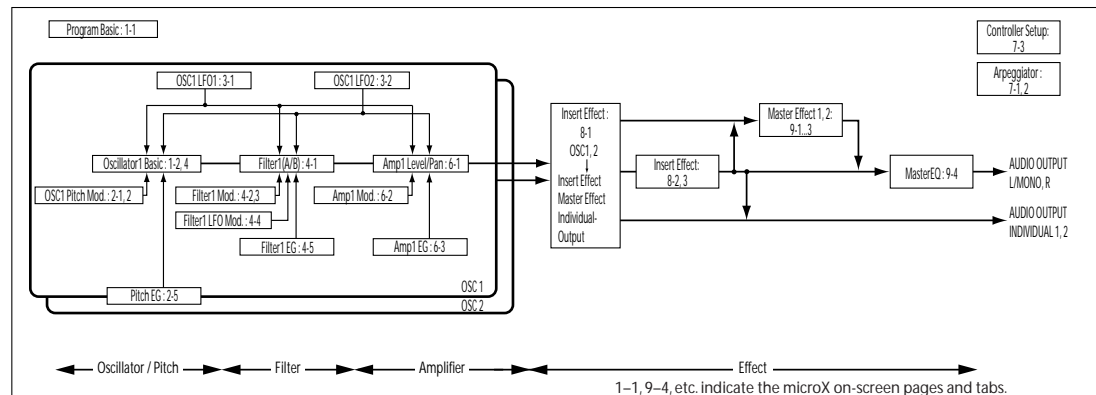 Program Basic : 1-1
Controller Setup:
7-3
Arpeggiator :
7-1, 2
OSC1 LFO1 : 3-1
OSC1 LFO2 : 3-2
Oscillator1 Basic : 1-2, 4
Filter1(A/B) : 4-1
Amp1 Level/Pan : 6-1
OSC1 Pitch Mod. : 2-1, 2
Filter1 Mod. : 4-2,3
Amp1 Mod. : 6-2
Filter1 LFO Mod. : 4-4
Filter1 EG : 4-5
Amp1 EG : 6-3
Pitch EG : 2-5
OSC 1
OSC 2
Insert Effect :
8-1
OSC1, 2
Insert Effect
Master Effect
Individual-
Output
Insert Effect:
8-2, 3
Master Effect 1, 2:
9-1...3
MasterEQ : 9-4
AUDIO OUTPUT
L/MONO, R
AUDIO OUTPUT
INDIVIDUAL 1, 2
Oscillator / Pitch
Filter
Amplifier
Effect
1–1, 9–4, etc. indicate the microX on-screen pages and tabs.